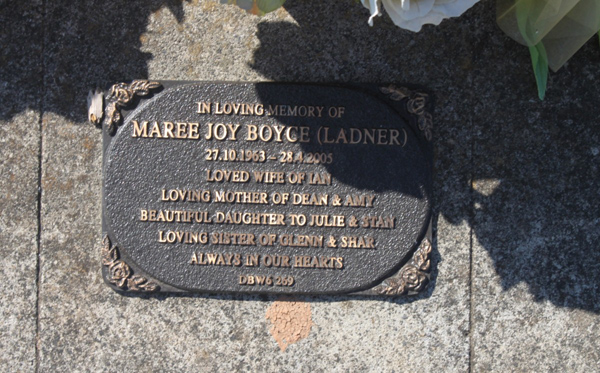 IN LOVING MEMORY OF
MAREE JOY BOYCE (LADNER)
27.10.1963 – 28.4.2005
LOVED WIFE OF IAN
LOVING MOTHER OF DEAN & AMY
BEAUTIFUL DAUGHTER TO JULIE & STAN
LOVING SISTER OF GLENN & SHAR
ALWAYS IN OUR HEARTS
DBW6 269